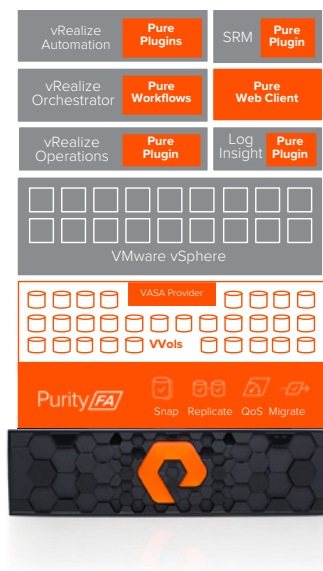 vRealize
Automation
Pure
Plugins
SRM
Pure
Plugin
vRealize
Orchestrator
Pure
Workflows
Pure
Web Client
vRealize
Operations
Pure
Plugin
Log
Insight
Pure
Plugin
VMware vSphere
VASA Provider
VVols
Purity/FA
Snap Replicate QoS Migrate